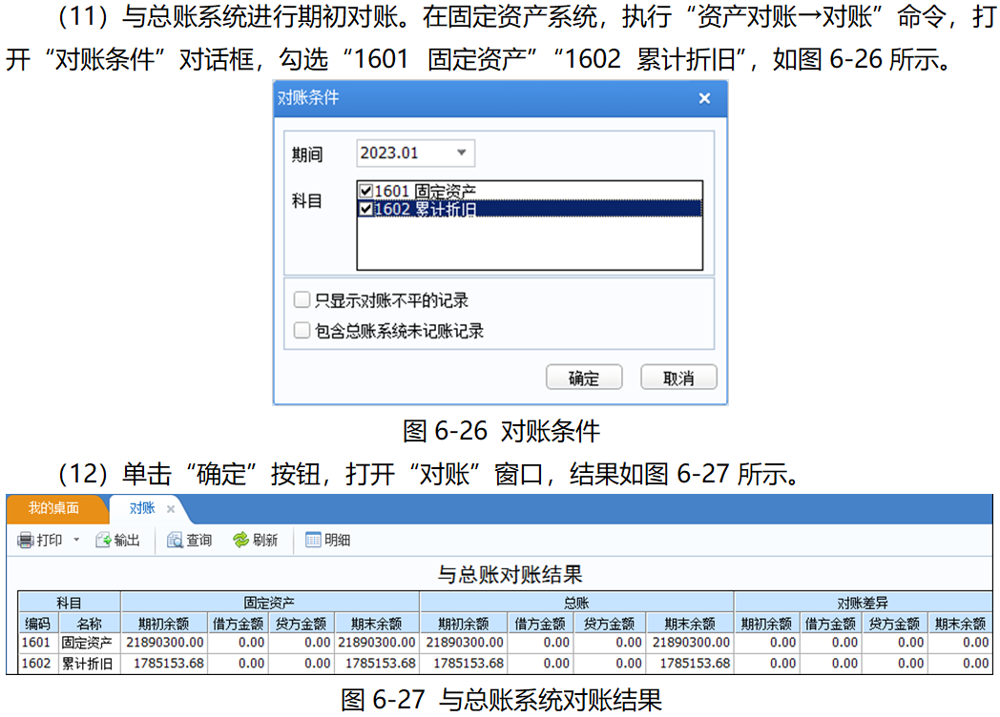 （11）与总账系统进行期初对账。在固定资产系统，执行“资产对账→对账”命令，打
开“对账条件”对话框，勾选“1601 固定资产”“1602 累计折旧”，如图 6-26 所示。
对账条件
期间 2023.01
科目
1601 固定资产
1602 累计折旧
只显示对账不平的记录
包含总账系统未记账记录
确定 取消
图 6-26 对账条件
（12）单击“确定”按钮，打开“对账”窗口，结果如图 6-27 所示。
我的桌面 对账
打印 输出 查询 刷新 明细
与总账对账结果
科目 固定资产 总账 对账差异
编码 名称 期初余额 借方金额 贷方金额 期末余额 期初余额 借方金额 贷方金额 期末余额 期初余额 借方金额 贷方金额 期末余额
1601 固定资产 21890300.00 0.00 0.00 21890300.00 21890300.00 0.00 0.00 21890300.00 0.00 0.00 0.00 0.00
1602 累计折旧 1785153.68 0.00 0.00 1785153.68 1785153.68 0.00 0.00 1785153.68 0.00 0.00 0.00 0.00
图 6-27 与总账系统对账结果